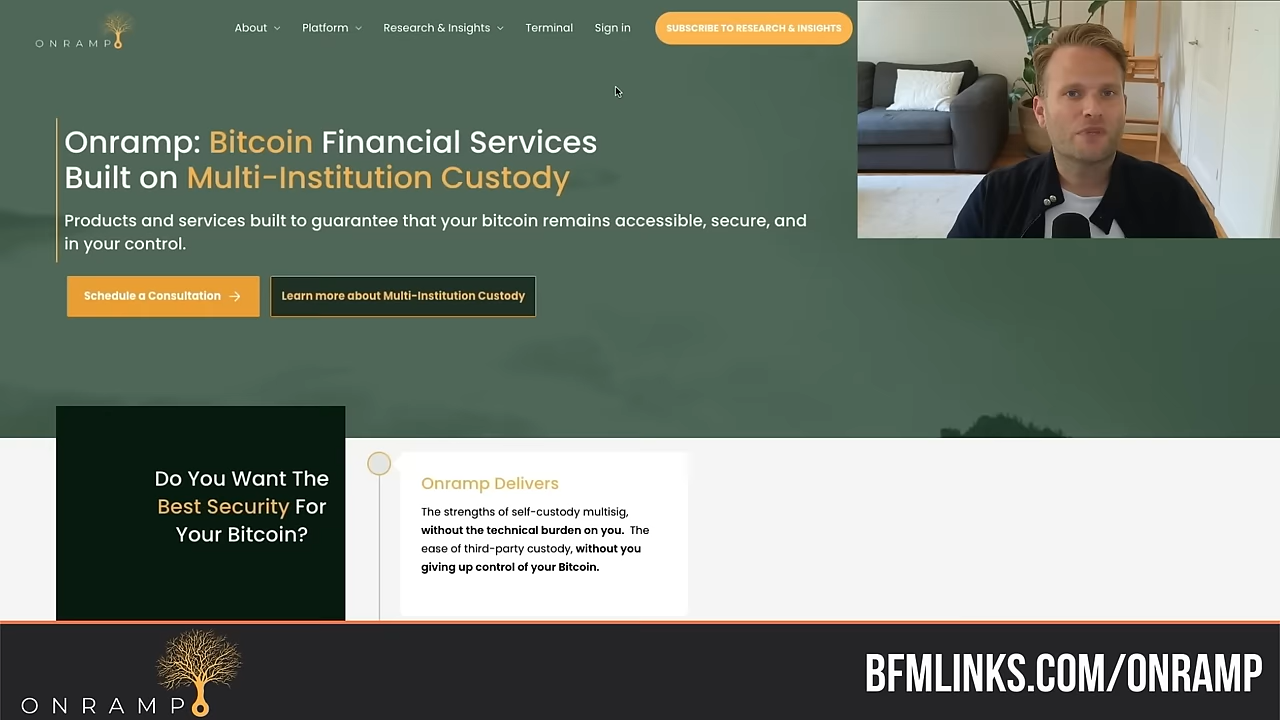 ONRAMP
About
Platform
Research & Insights
Terminal
Sign in
SUBSCRIBE TO RESEARCH & INSIGHTS
Onramp: Bitcoin Financial Services
Built on Multi-Institution Custody
Products and services built to guarantee that your bitcoin remains accessible, secure, and
in your control.
Schedule a Consultation
Learn more about Multi-Institution Custody
Do You Want The
Best Security For
Your Bitcoin?
Onramp Delivers
The strengths of self-custody multisig,
without the technical burden on you. The
ease of third-party custody, without you
giving up control of your Bitcoin.
ONRAMP
BFMLINKS.COM/ONRAMP